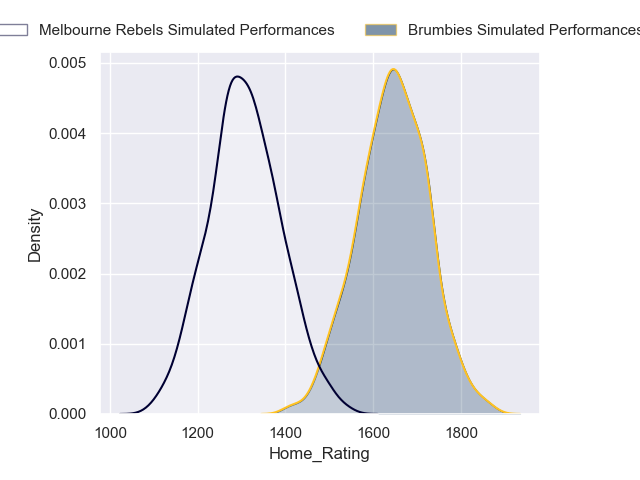 Melbourne Rebels Simulated Performances
Brumbies Simulated Performances
0.005
0.004
0.003
0.002
0.001
0.000
Density
1000 1200 1400 1600 1800
Home_Rating